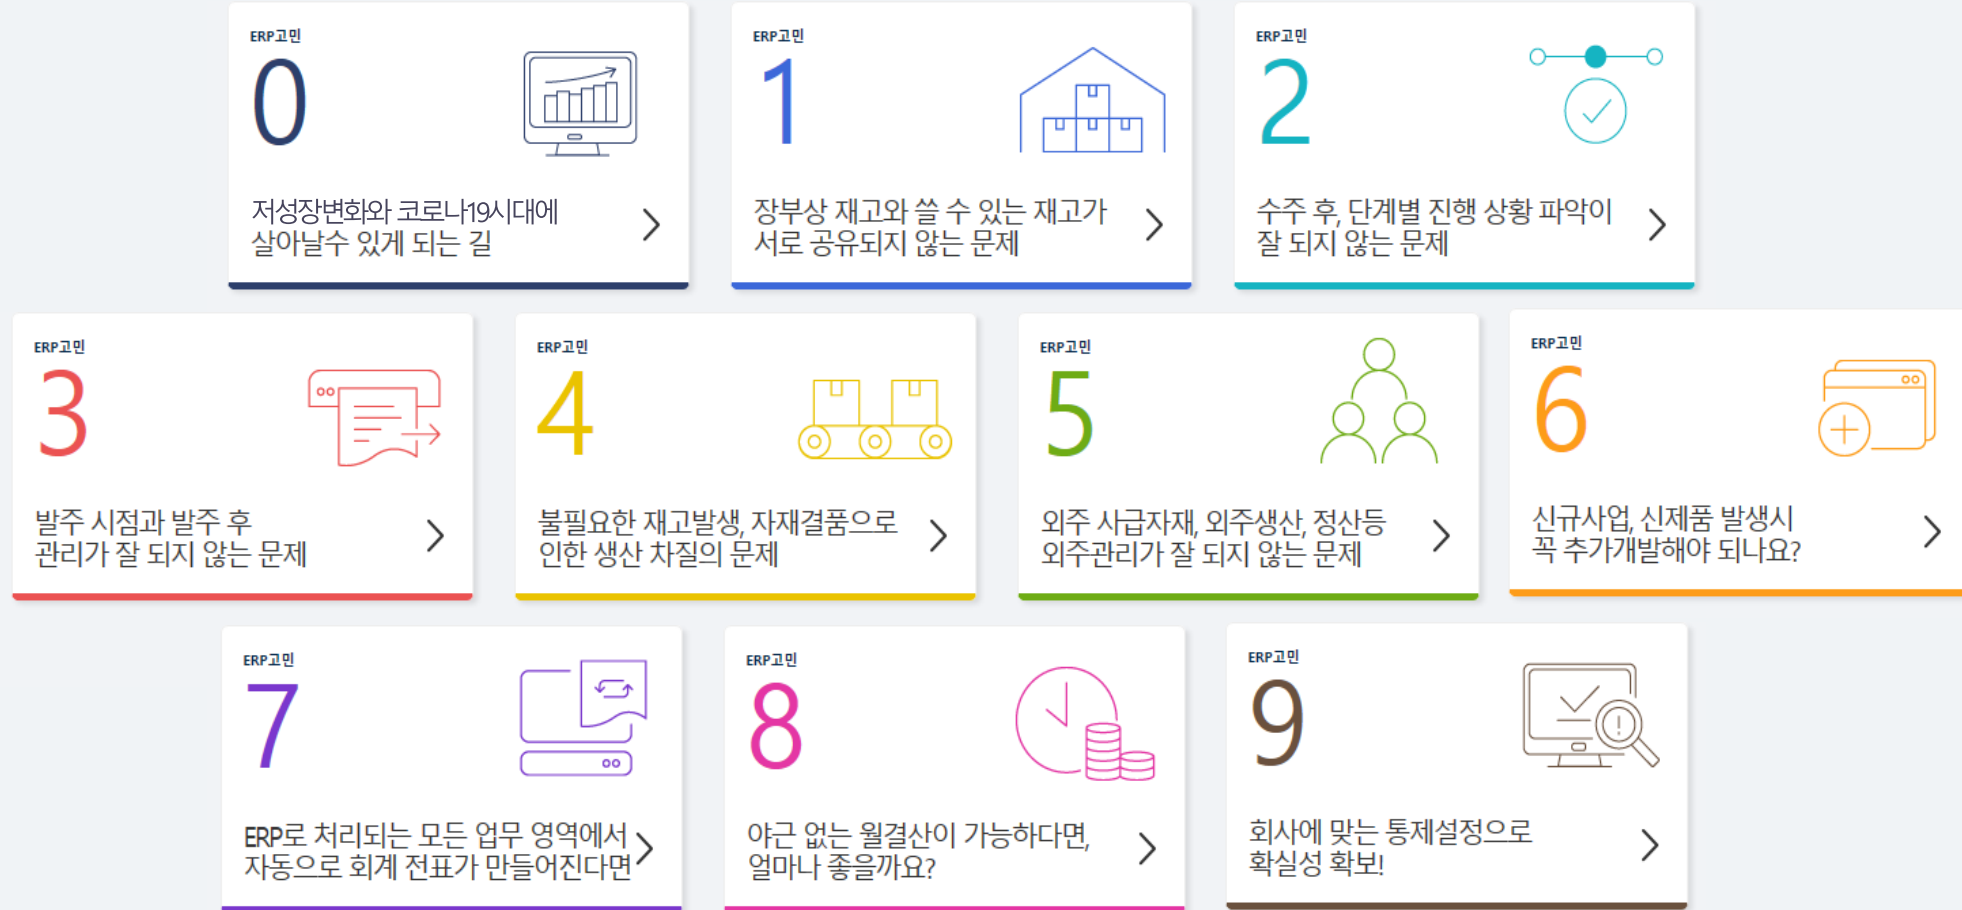 ERP고민
0
저성장변화와 코로나19시대에
살아날수 있게 되는 길
ERP고민
1
장부상 재고와 쓸 수 있는 재고가
서로 공유되지 않는 문제
ERP고민
2
수주 후, 단계별 진행 상황 파악이
잘 되지 않는 문제
ERP고민
3
발주 시점과 발주 후
관리가 잘 되지 않는 문제
ERP고민
4
불필요한 재고발생, 자재결품으로
인한 생산 차질의 문제
ERP고민
5
외주 사급자재, 외주생산, 정산등
외주관리가 잘 되지 않는 문제
ERP고민
6
신규사업, 신제품 발생시
꼭 추가개발해야 되나요?
ERP고민
7
ERP로 처리되는 모든 업무 영역에서
자동으로 회계 전표가 만들어진다면
ERP고민
8
야근 없는 월결산이 가능하다면,
얼마나 좋을까요?
ERP고민
9
회사에 맞는 통제설정으로
확실성 확보!